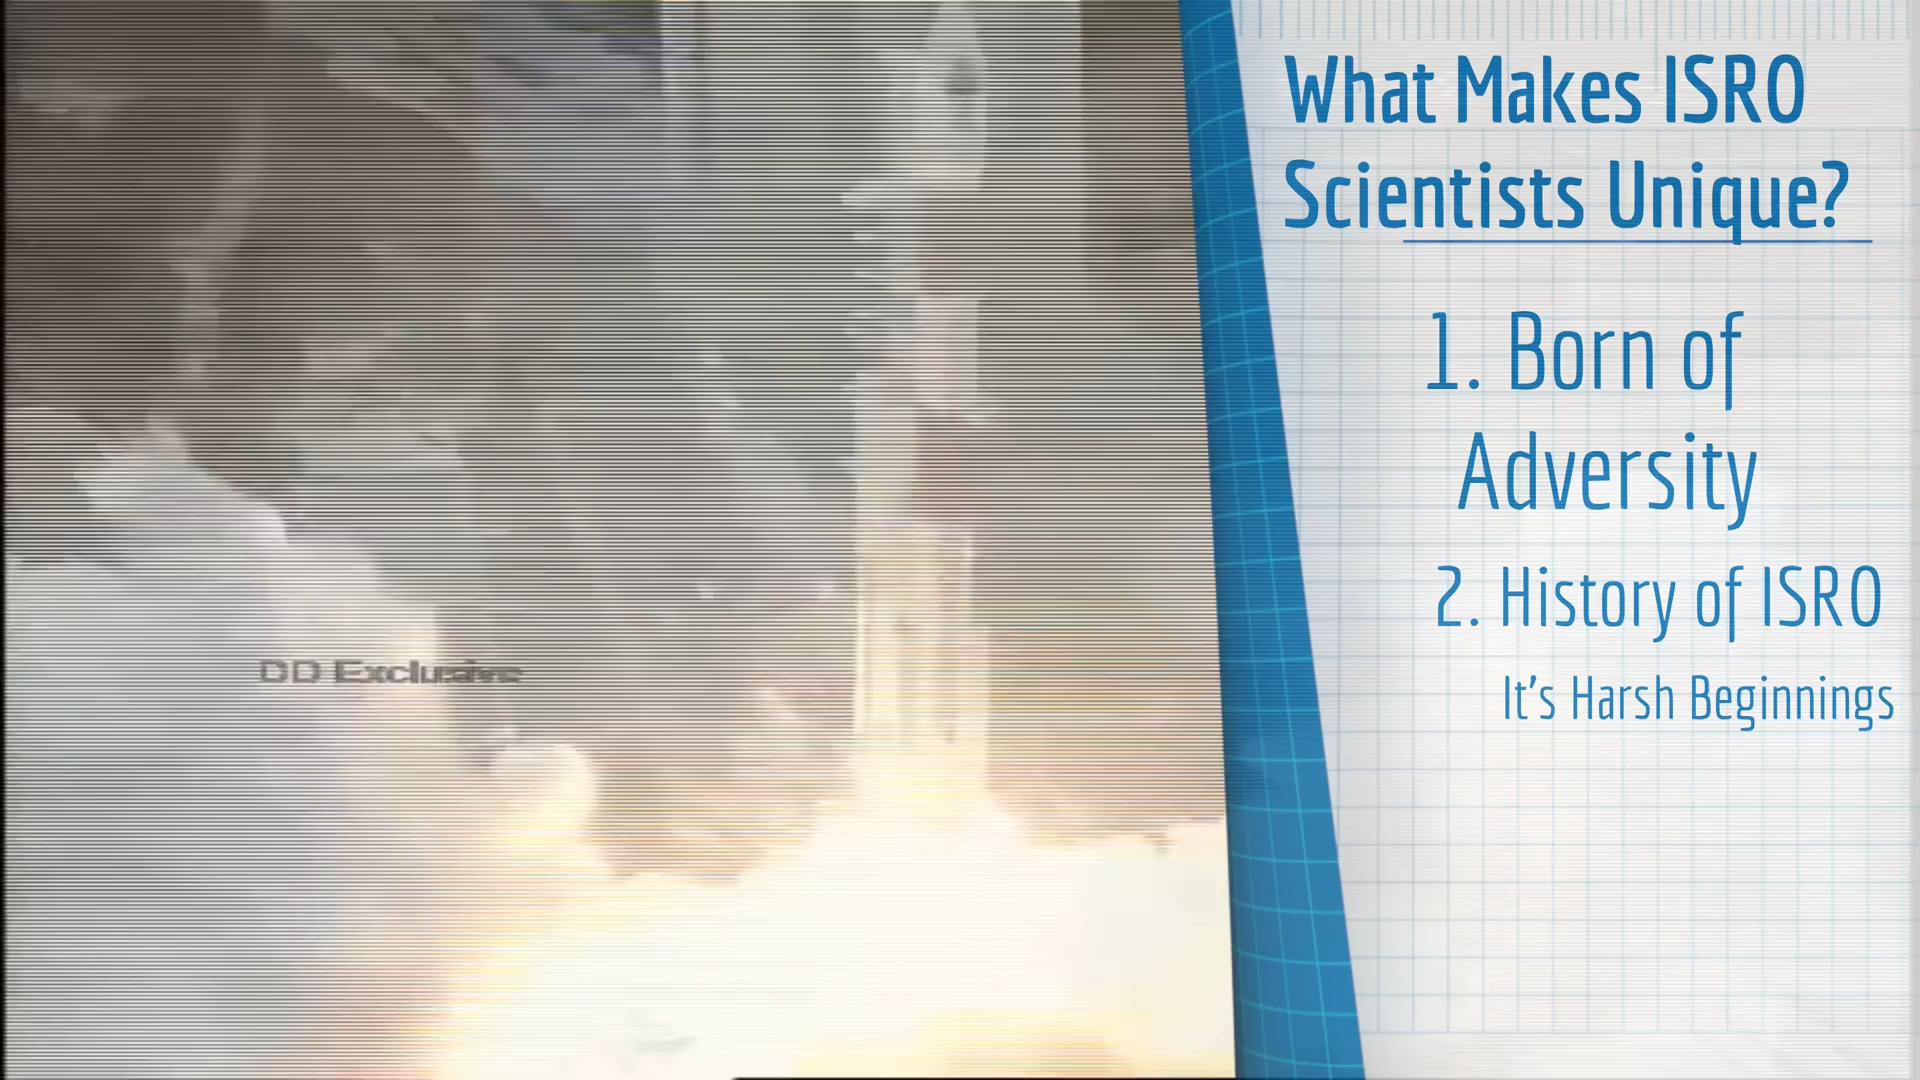 What Makes ISRO
Scientists Unique?
1. Born of
Adversity
2. History of ISRO
It's Harsh Beginnings
DD Exclusive